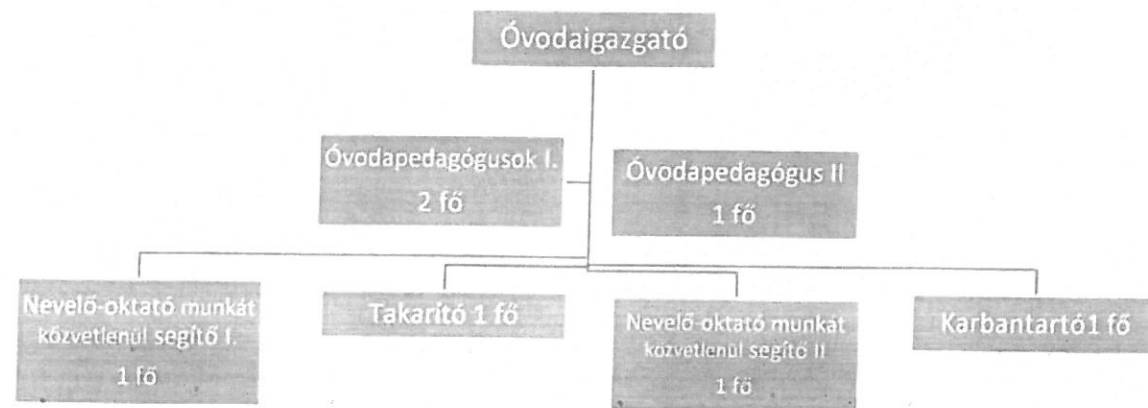 Óvodaigazgató
Óvodapedagógusok I.
2 fő
Óvodapedagógus II
1 fő
Nevelő-oktató munkát
közvetlenül segítő I.
1 fő
Takarító 1 fő
Nevelő-oktató munkát
közvetlenül segítő II
1 fő
Karbantartó1 fő